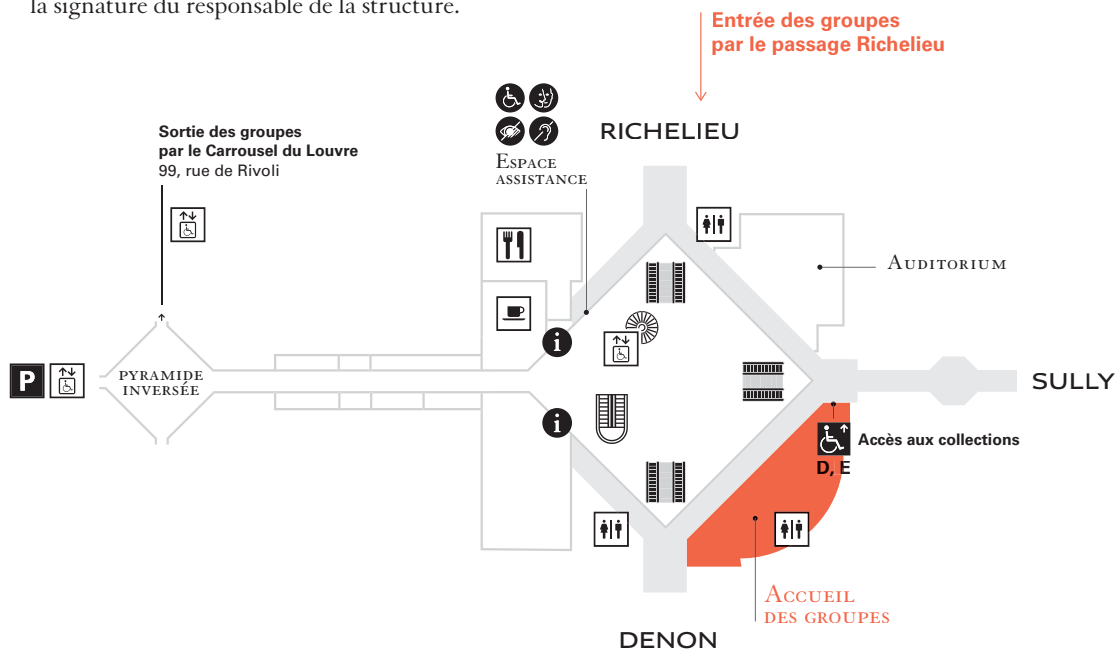 la signature du responsable de la structure.
Entrée des groupes
par le passage Richelieu
RICHELIEU
Sortie des groupes
par le Carrousel du Louvre
99, rue de Rivoli
Espace
assistance
Auditorium
i
P
pyramide
inversée
SULLY
i
Accès aux collections
D, E
Accueil
des groupes
DENON